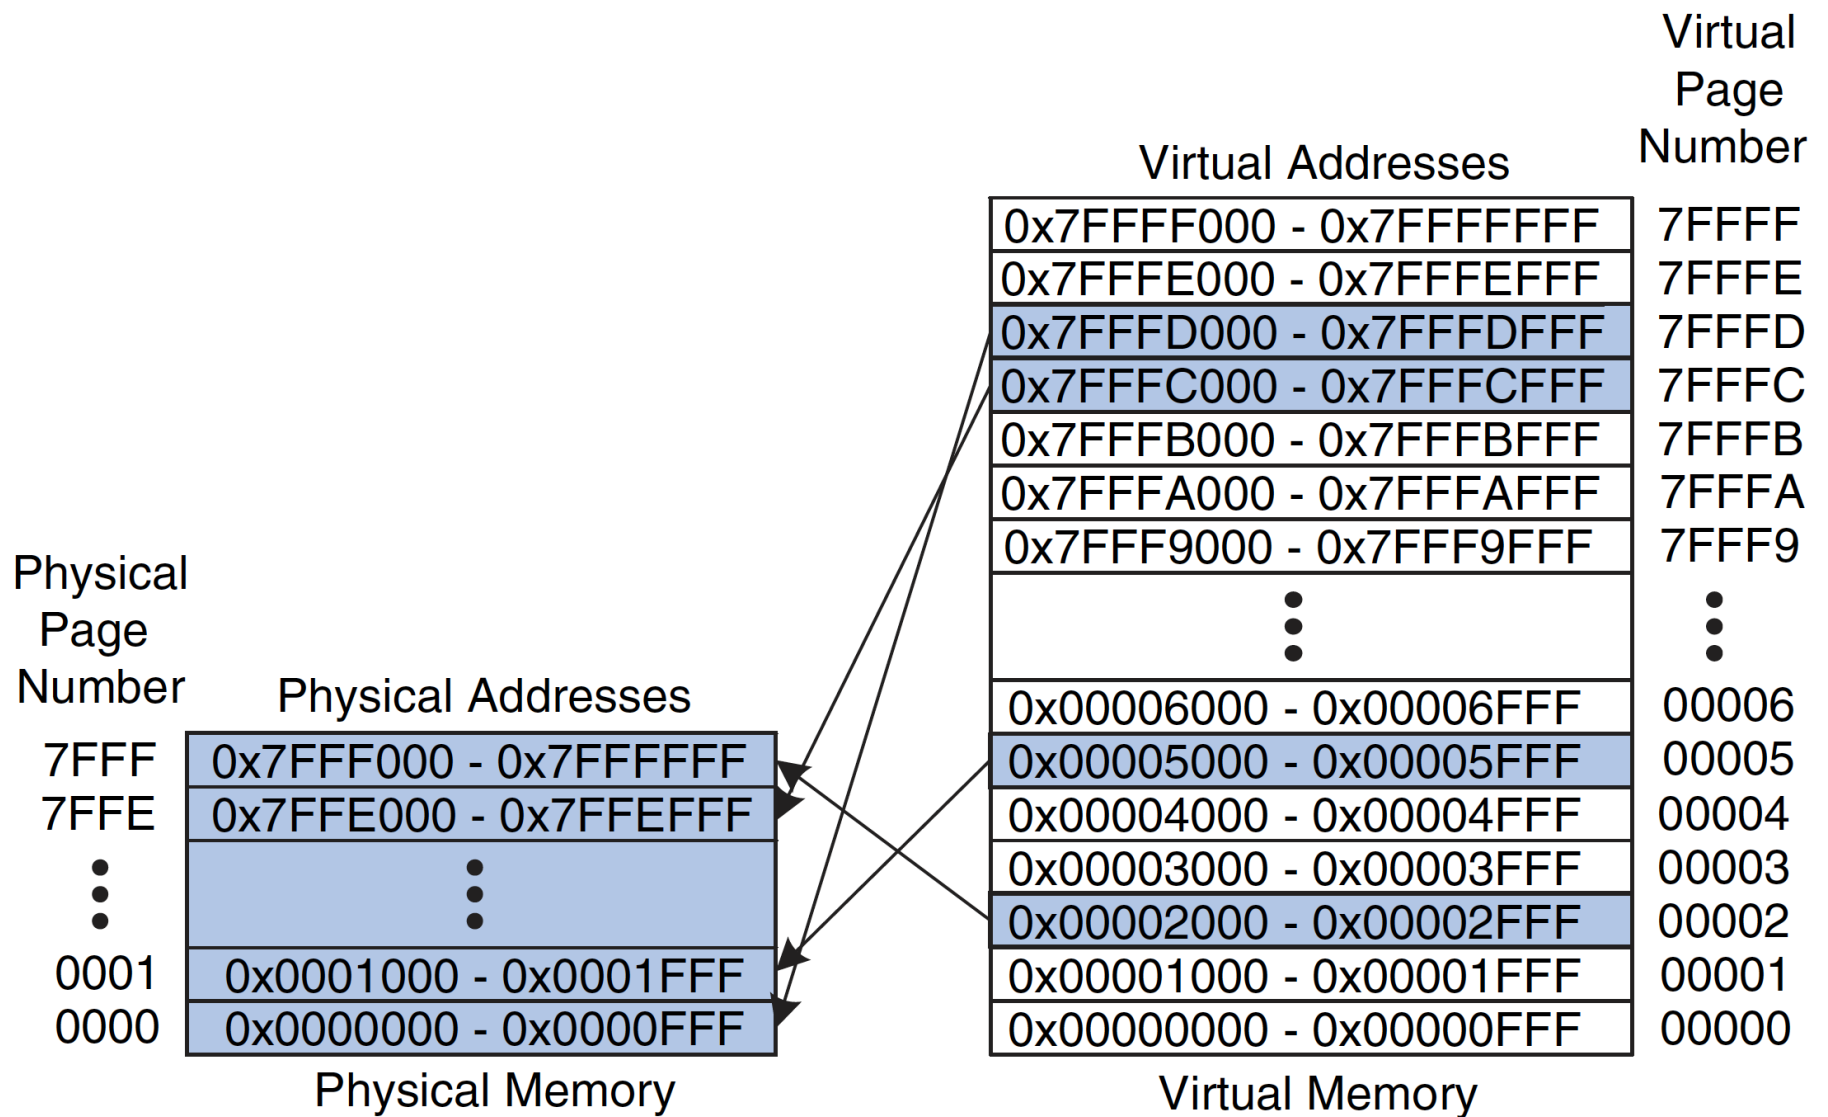 Virtual
Page
Number
Virtual Addresses
0x7FFFF000 - 0x7FFFFFFF 7FFFF
0x7FFFE000 - 0x7FFFEFFF 7FFFE
0x7FFFD000 - 0x7FFFDFFF 7FFFD
0x7FFFC000 - 0x7FFFCFFF 7FFFC
0x7FFFB000 - 0x7FFFBFFF 7FFFB
0x7FFFA000 - 0x7FFFAFFF 7FFFA
0x7FFF9000 - 0x7FFF9FFF 7FFF9
0x00006000 - 0x00006FFF 00006
0x00005000 - 0x00005FFF 00005
0x00004000 - 0x00004FFF 00004
0x00003000 - 0x00003FFF 00003
0x00002000 - 0x00002FFF 00002
0x00001000 - 0x00001FFF 00001
0x00000000 - 0x00000FFF 00000
Virtual Memory
Physical
Page
Number
Physical Addresses
7FFF 0x7FFF000 - 0x7FFFFFF
7FFE 0x7FFE000 - 0x7FFEFFF
0001 0x0001000 - 0x0001FFF
0000 0x0000000 - 0x0000FFF
Physical Memory